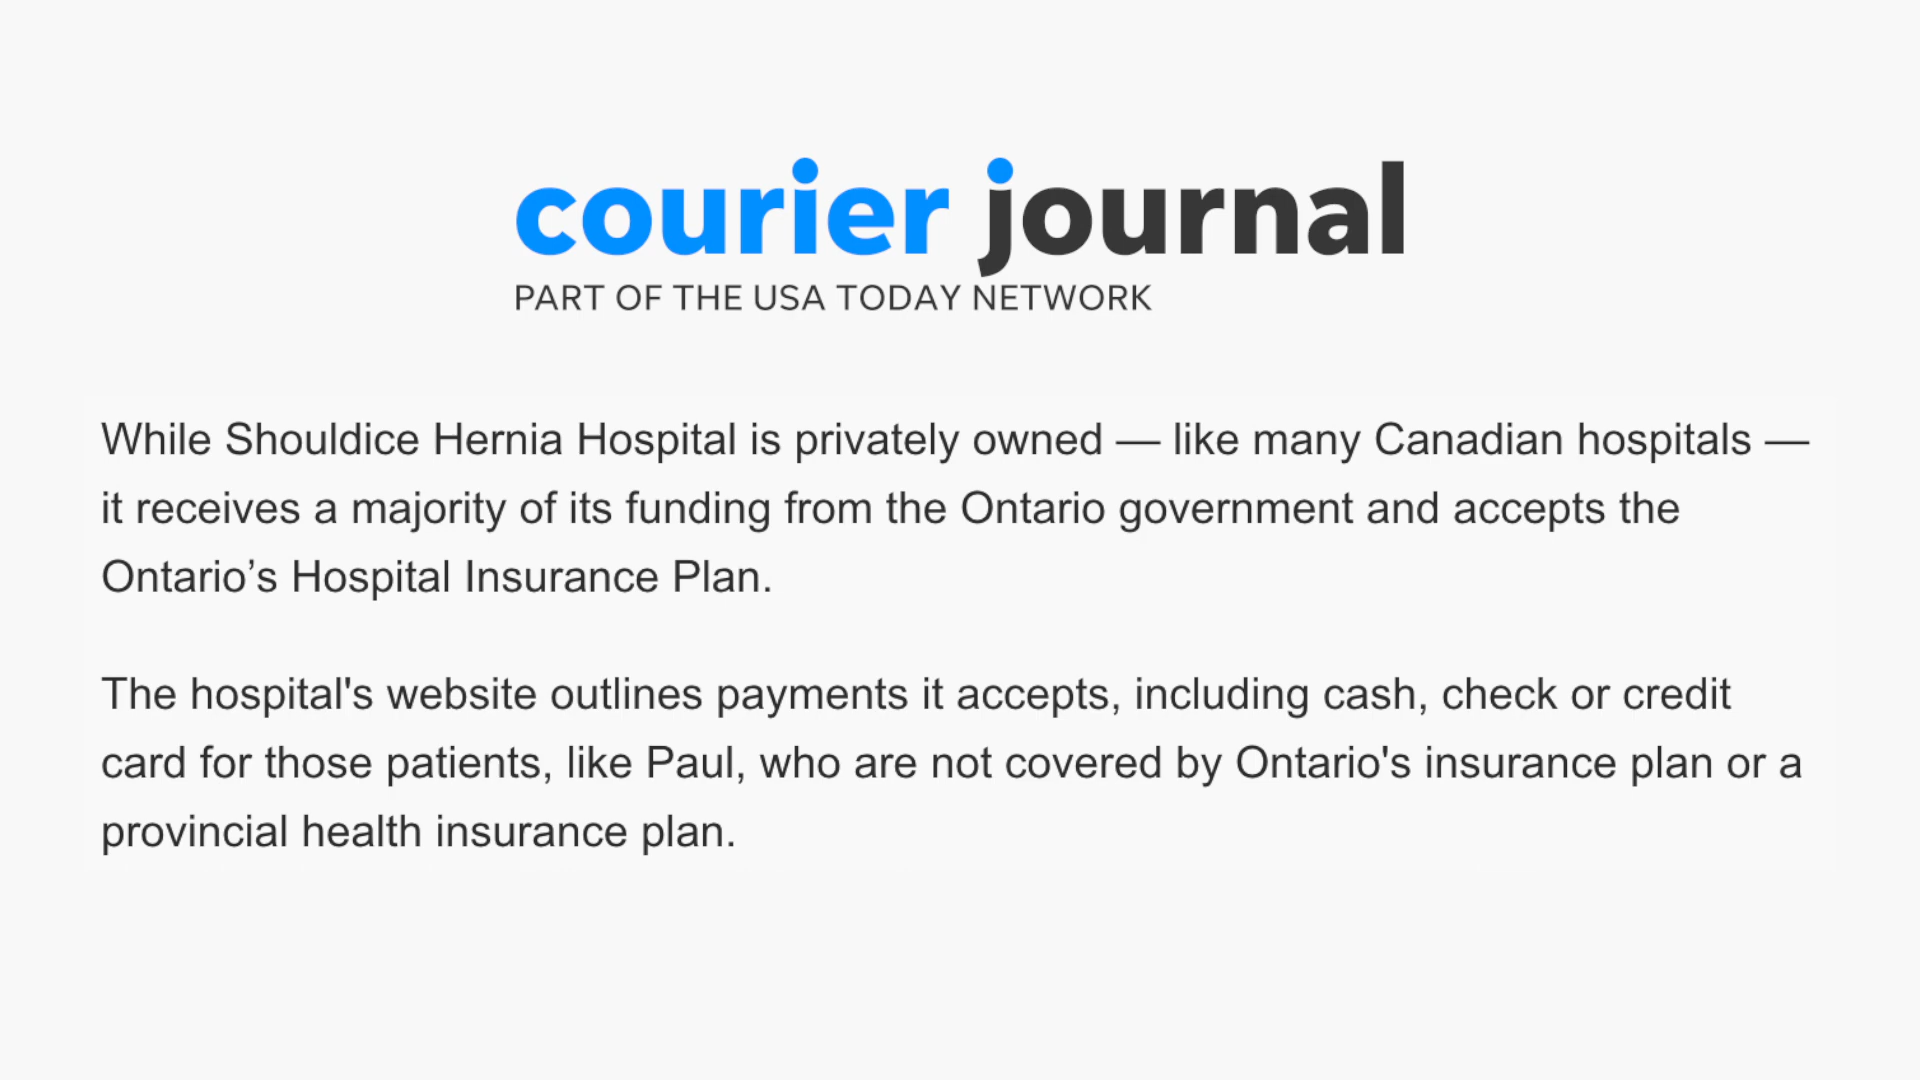 courier journal
PART OF THE USA TODAY NETWORK
While Shouldice Hernia Hospital is privately owned — like many Canadian hospitals —
it receives a majority of its funding from the Ontario government and accepts the
Ontario’s Hospital Insurance Plan.
The hospital's website outlines payments it accepts, including cash, check or credit
card for those patients, like Paul, who are not covered by Ontario's insurance plan or a
provincial health insurance plan.